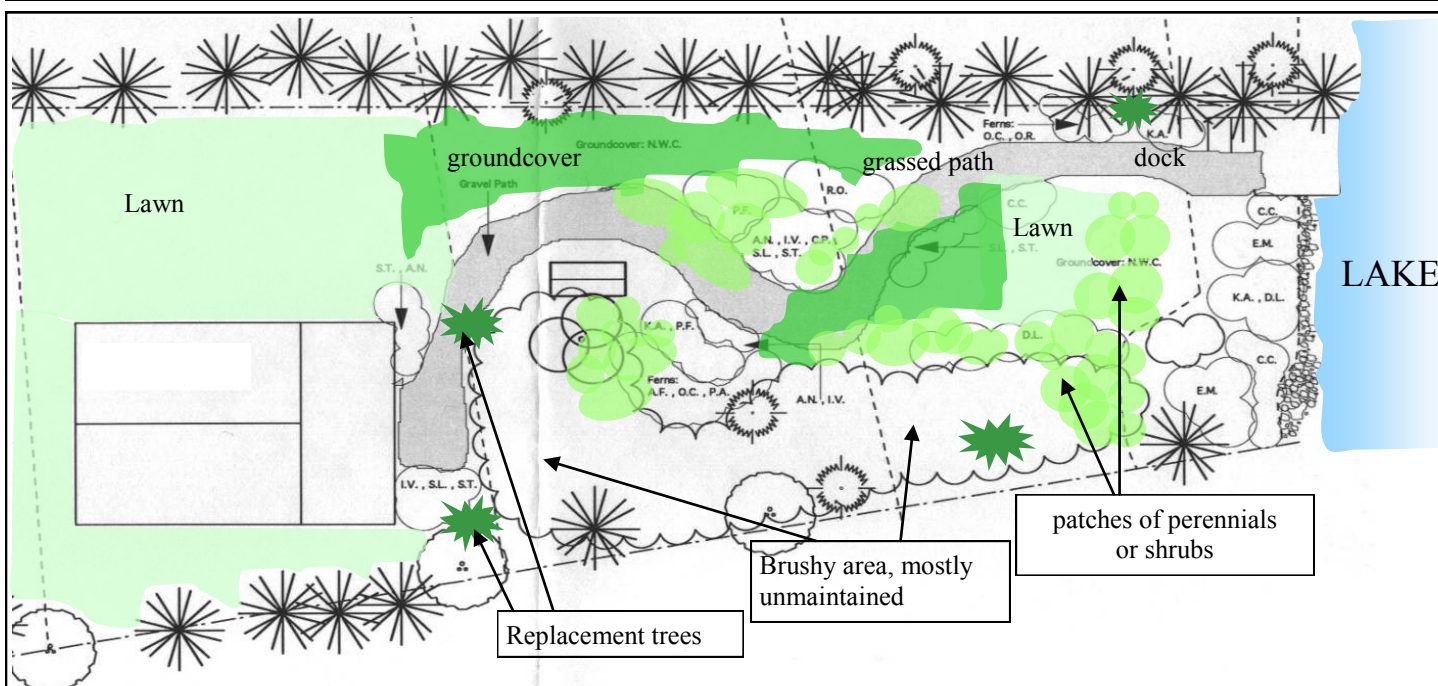 Ferns:
O.C. , O.R.
K.A.
Groundcover: N.W.C.
groundcover
grassed path
dock
Gravel Path
R.O.
Lawn
P.F.
C.C.
C.C.
A.N. , I.V. , C.P.,
S.L. , S.T.
Lawn
S.L. , S.T.
E.M.
S.T. , A.N.
Groundcover: N.W.C.
LAKE
K.A. , D.L.
K.A. , P.F.
D.L.
C.C.
Ferns:
A.F. , O.C. , P.A.
E.M.
A.N. , I.V.
I.V. , S.L. , S.T.
patches of perennials
or shrubs
Brushy area, mostly
unmaintained
Replacement trees